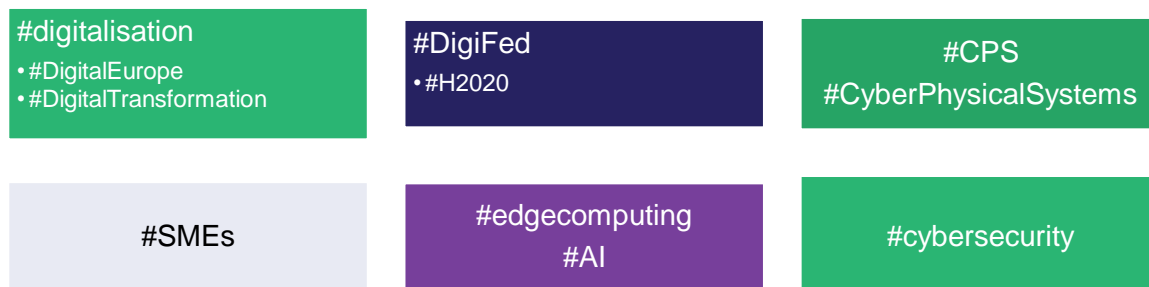 #digitalisation
• #DigitalEurope
• #DigitalTransformation
#DigiFed
• #H2020
#CPS
#CyberPhysicalSystems
#SMEs
#edgecomputing
#AI
#cybersecurity